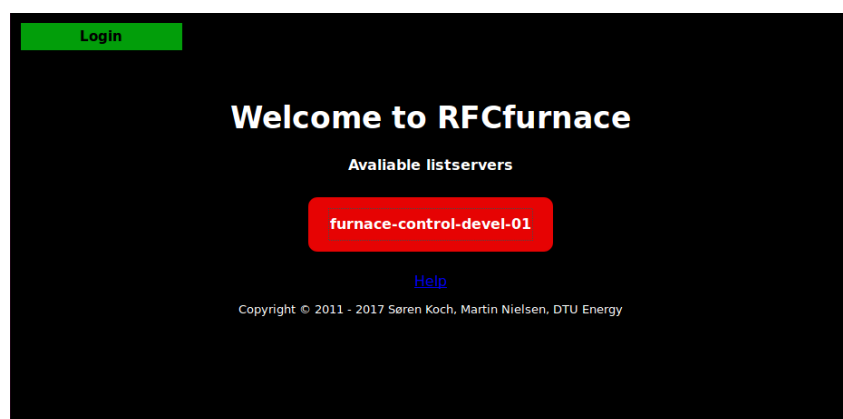 Login
Welcome to RFCfurnace
Avaliable listservers
furnace-control-devel-01
Help
Copyright © 2011 - 2017 Søren Koch, Martin Nielsen, DTU Energy